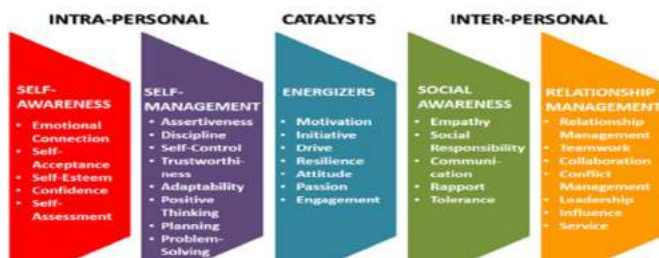 INTRA-PERSONAL
CATALYSTS
INTER-PERSONAL
SELF-
AWARENESS
• Emotional
Connection
• Self-
Acceptance
• Self-Esteem
• Confidence
• Self-
Assessment
SELF-
MANAGEMENT
• Assertiveness
• Discipline
• Self-Control
• Trustworthi-
ness
• Adaptability
• Positive
Thinking
• Planning
• Problem-
Solving
ENERGIZERS
• Motivation
• Initiative
• Drive
• Resilience
• Attitude
• Passion
• Engagement
SOCIAL
AWARENESS
• Empathy
• Social
Responsibility
• Communi-
cation
• Rapport
• Tolerance
RELATIONSHIP
MANAGEMENT
• Relationship
Management
• Teamwork
• Collaboration
• Conflict
Management
• Leadership
• Influence
• Service